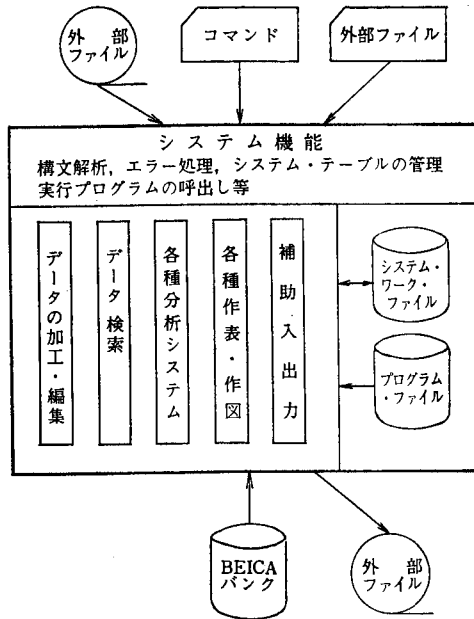 外部
ファイル
コマンド
外部ファイル
システム機能
構文解析,エラー処理,システム・テーブルの管理
実行プログラムの呼出し等
データの加工・編集
データ検索
各種分析システム
各種作表・作図
補助入出力
システム・
ワーク・
ファイル
プログラム
・ファイル
BEICA
バンク
外部
ファイル